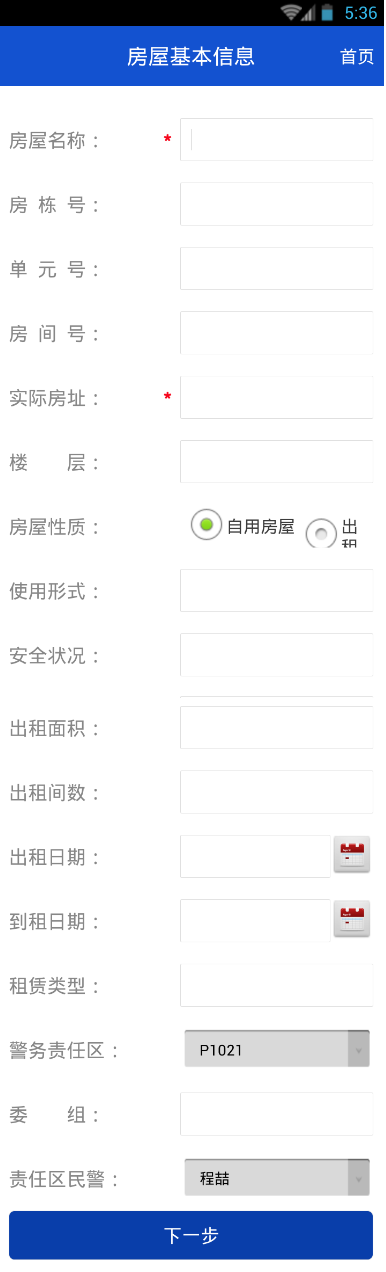 5:36
房屋基本信息 首页
房屋名称： *
房 栋 号：
单 元 号：
房 间 号：
实际房址： *
楼 层：
房屋性质： 自用房屋 出
租
使用形式：
安全状况：
出租面积：
出租间数：
出租日期：
到租日期：
租赁类型：
警务责任区： P1021
委 组：
责任区民警： 程喆
下一步